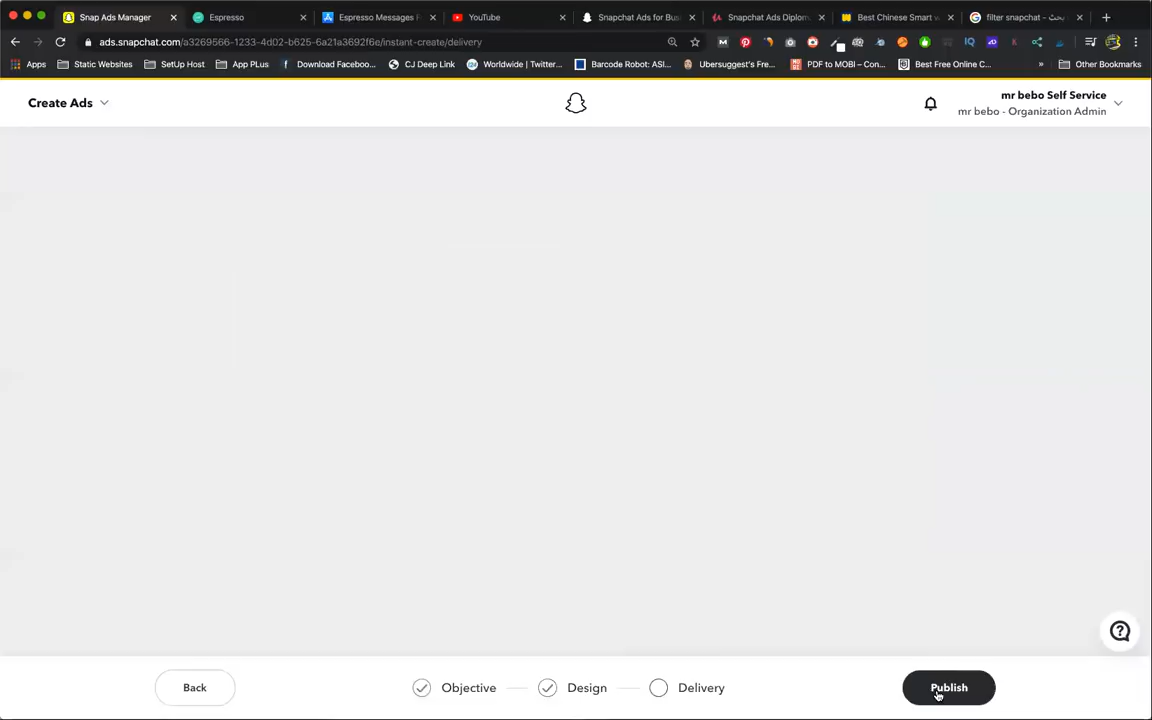 Snap Ads Manager
Espresso
Espresso Messages F
YouTube
Snapchat Ads for Bus
Snapchat Ads Diplom
Best Chinese Smart w
filter snapchat - بحث
ads.snapchat.com/a3269566-1233-4d02-b625-6a21a3692f6e/instant-create/delivery
Apps
Static Websites
SetUp Host
App PLus
Download Faceboo...
CJ Deep Link
Worldwide | Twitter...
Barcode Robot: ASI...
Ubersuggest's Fre...
PDF to MOBI – Con...
Best Free Online C...
»
Other Bookmarks
Create Ads
mr bebo Self Service
mr bebo - Organization Admin
Back
Objective
Design
Delivery
Publish